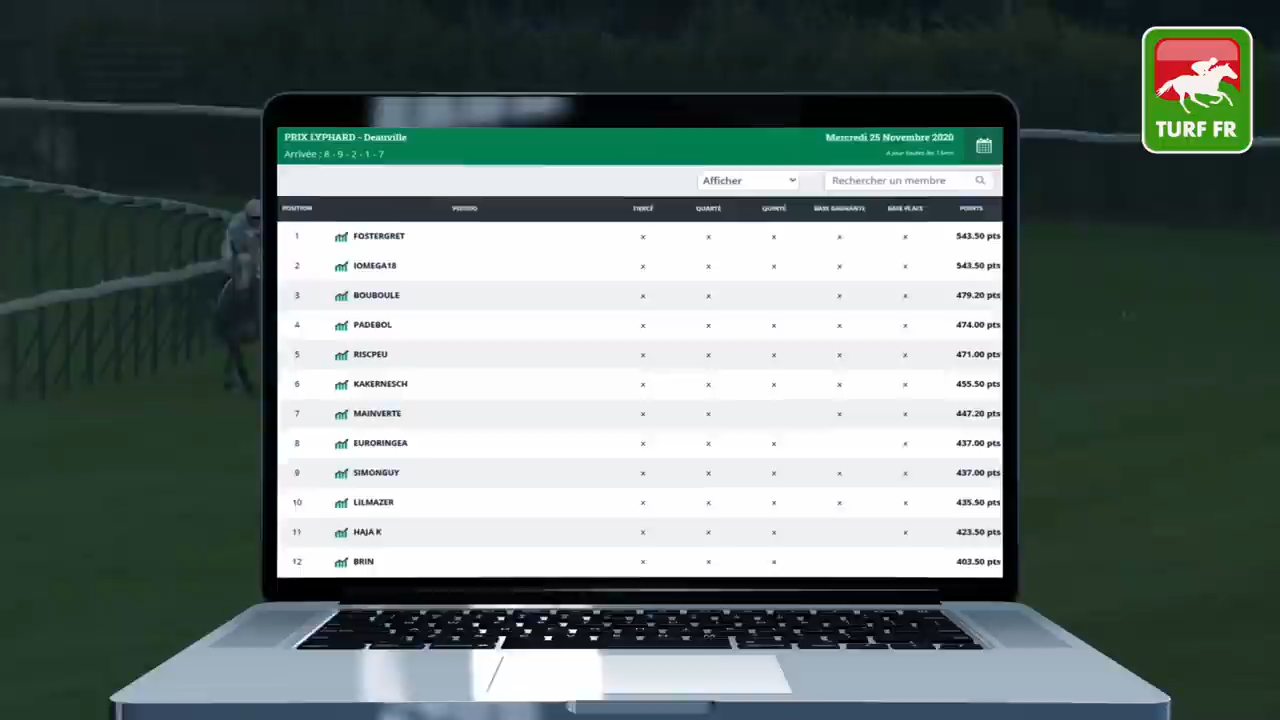 TURF FR
PRIX LYPHARD - Deauville
Mercredi 25 Novembre 2020
Arrivée : 8 - 9 - 2 - 1 - 7
Afficher
Rechercher un membre
POSITION PSEUDO TIERCÉ QUARTÉ QUINTÉ BASE GAGNANTE BASE PLACÉ POINTS
1 FOSTERGRET x x x x x 543.50 pts
2 IOMEGA18 x x x x x 543.50 pts
3 BOUBOULE x x x x 479.20 pts
4 PADEBOL x x x x x 474.00 pts
5 RISCPEU x x x x x 471.00 pts
6 KAKERNESCH x x x x x 455.50 pts
7 MAINVERTE x x x x 447.20 pts
8 EURORINGEA x x x x 437.00 pts
9 SIMONGUY x x x x x 437.00 pts
10 LILMAZER x x x x x 435.50 pts
11 HAJA K x x x x 423.50 pts
12 BRIN x x x 403.50 pts